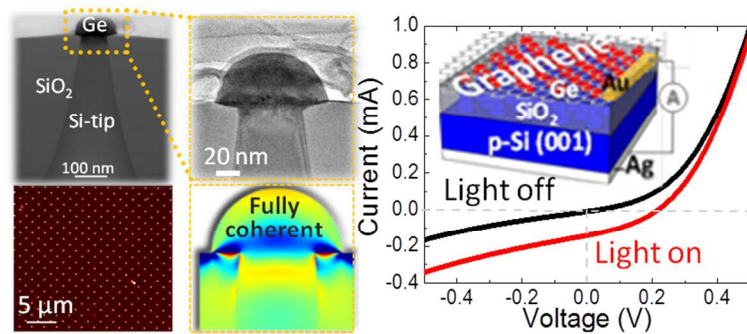 Ge
SiO2
Si-tip
100 nm
20 nm
5 μm
Fully
coherent
Current (mA)
1.0
0.8
0.6
0.4
0.2
0.0
-0.2
-0.4
Graphene
Ge
Au
SiO2
p-Si (001)
Ag
A
Light off
Light on
-0.4
-0.2
0.0
0.2
0.4
Voltage (V)